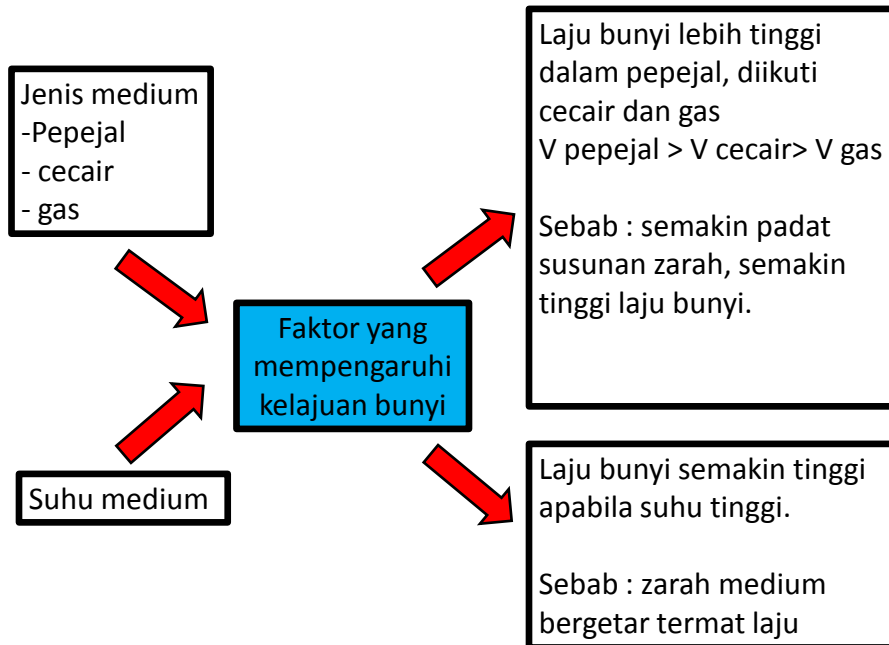 Jenis medium
-Pepejal
- cecair
- gas
Suhu medium
Faktor yang
mempengaruhi
kelajuan bunyi
Laju bunyi lebih tinggi
dalam pepejal, diikuti
cecair dan gas
V pepejal > V cecair> V gas
Sebab : semakin padat
susunan zarah, semakin
tinggi laju bunyi.
Laju bunyi semakin tinggi
apabila suhu tinggi.
Sebab : zarah medium
bergetar termat laju